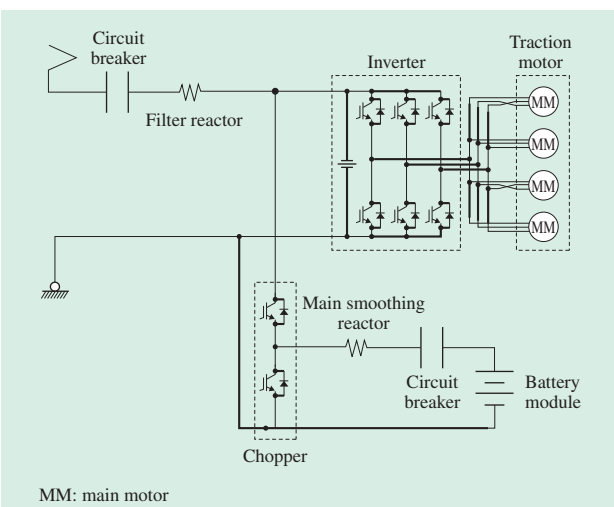 Circuit
breaker
Filter reactor
Inverter
Traction
motor
MM
MM
MM
MM
Main smoothing
reactor
Circuit
breaker
Battery
module
Chopper
MM: main motor